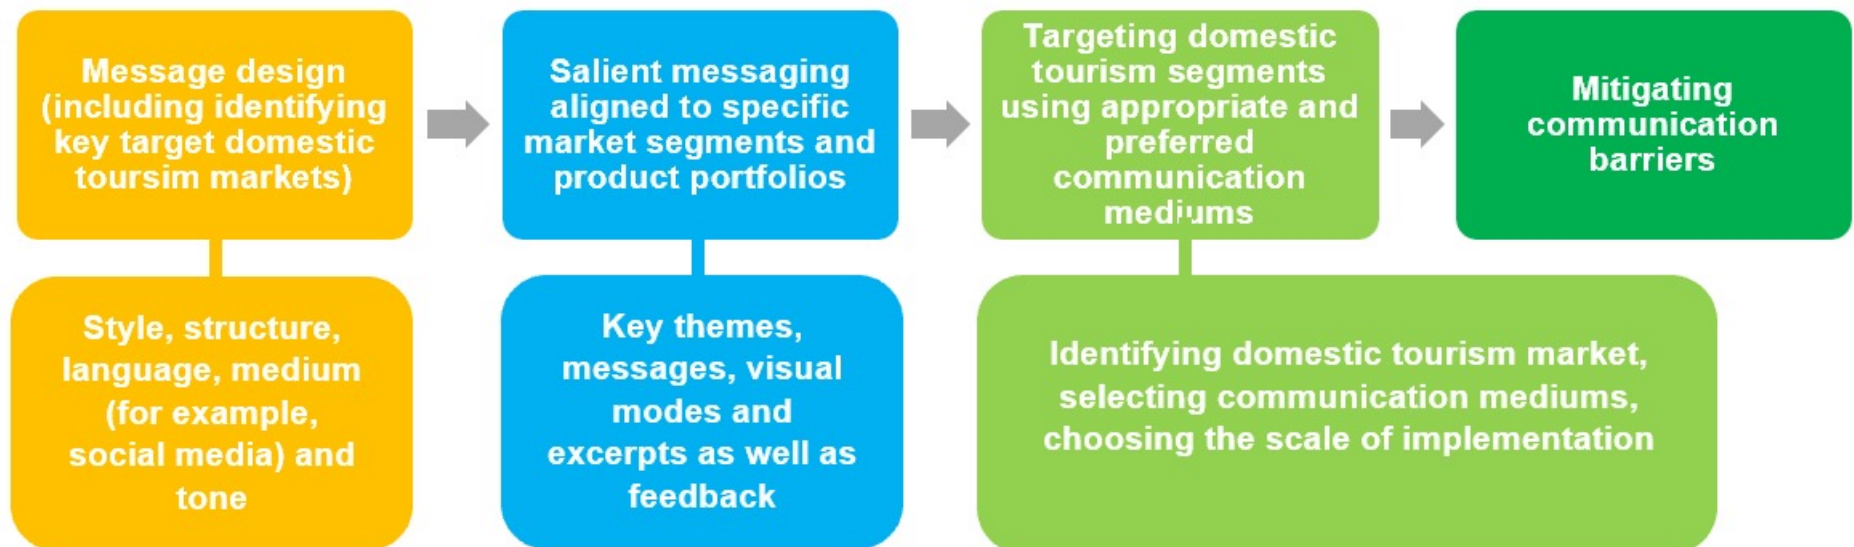 Message design
(including identifying
key target domestic
toursim markets)
Salient messaging
aligned to specific
market segments and
product portfolios
Targeting domestic
tourism segments
using appropriate and
preferred
communication
mediums
Mitigating
communication
barriers
Style, structure,
language, medium
(for example,
social media) and
tone
Key themes,
messages, visual
modes and
excerpts as well as
feedback
Identifying domestic tourism market,
selecting communication mediums,
choosing the scale of implementation